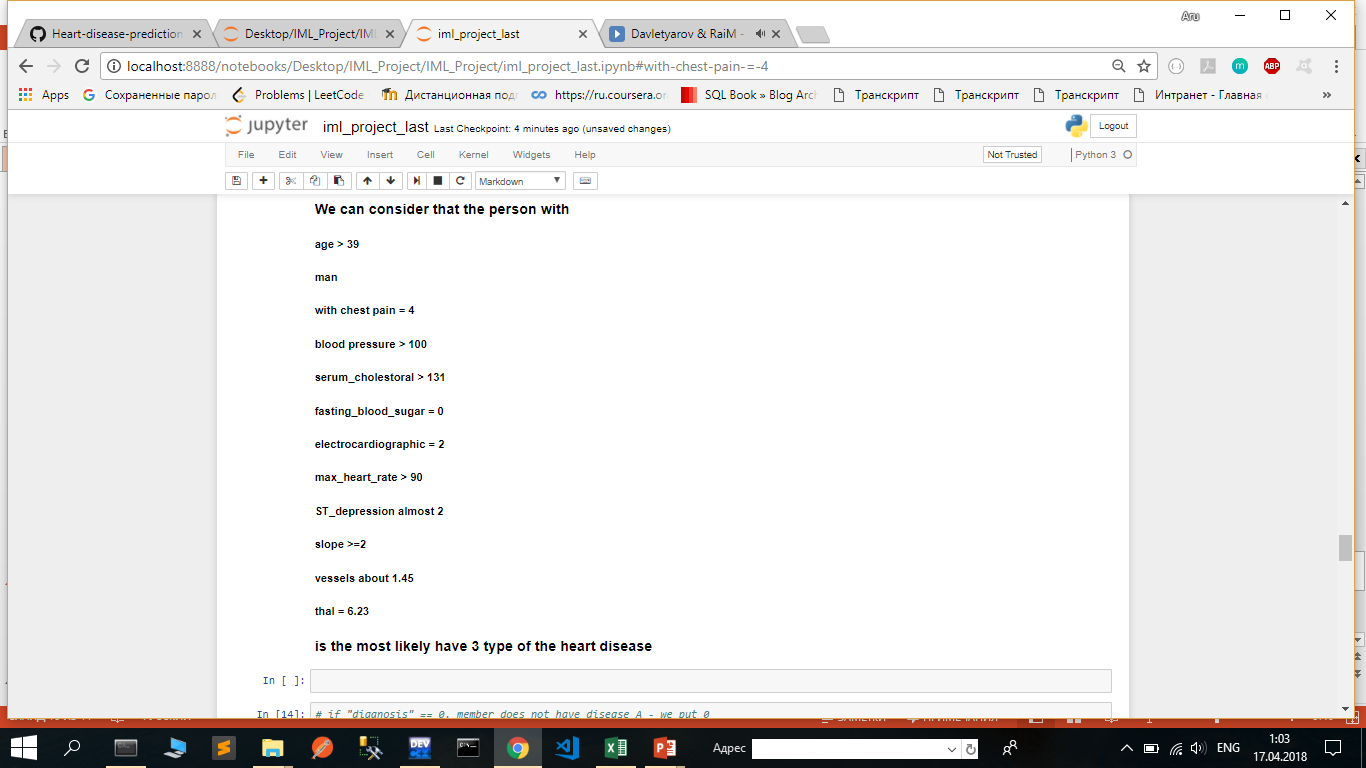 Aru
Heart-disease-prediction
Desktop/IML_Project/IML
iml_project_last
Davletyarov & RaiM -
localhost:8888/notebooks/Desktop/IML_Project/IML_Project/iml_project_last.ipynb#with-chest-pain-=-4
ABP
Apps
Сохраненные парол
Problems | LeetCode
Дистанционная под
https://ru.coursera.or
SQL Book » Blog Arch
Транскрипт
Транскрипт
Транскрипт
Интранет - Главная
»
jupyter
iml_project_last
Last Checkpoint: 4 minutes ago (unsaved changes)
Logout
File
Edit
View
Insert
Cell
Kernel
Widgets
Help
Not Trusted
Python 3
Markdown
We can consider that the person with
age > 39
man
with chest pain = 4
blood pressure > 100
serum_cholestoral > 131
fasting_blood_sugar = 0
electrocardiographic = 2
max_heart_rate > 90
ST_depression almost 2
slope >=2
vessels about 1.45
thal = 6.23
is the most likely have 3 type of the heart disease
In [ ]:
In [14]:
# if "diagnosis" == 0, member does not have disease A - we put 0
DEV
Адрес
ENG
1:03
17.04.2018